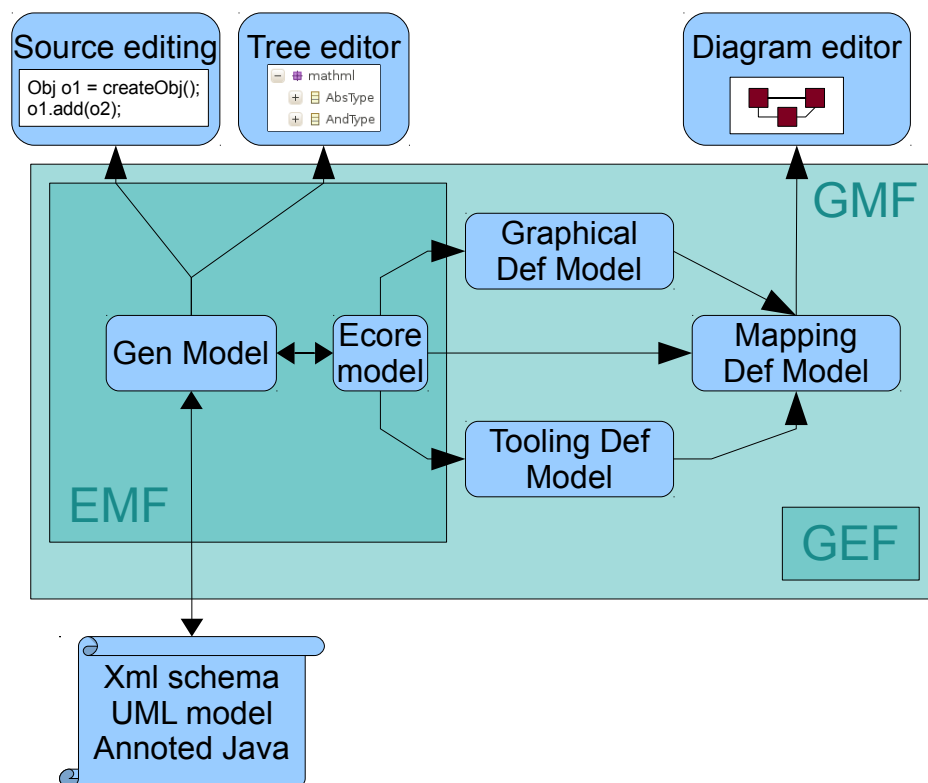 Source editing
Obj o1 = createObj();
o1.add(o2);
Tree editor
mathml
AbsType
AndType
Diagram editor
GMF
Graphical
Def Model
Gen Model
Ecore
model
Mapping
Def Model
Tooling Def
Model
EMF
GEF
Xml schema
UML model
Annoted Java